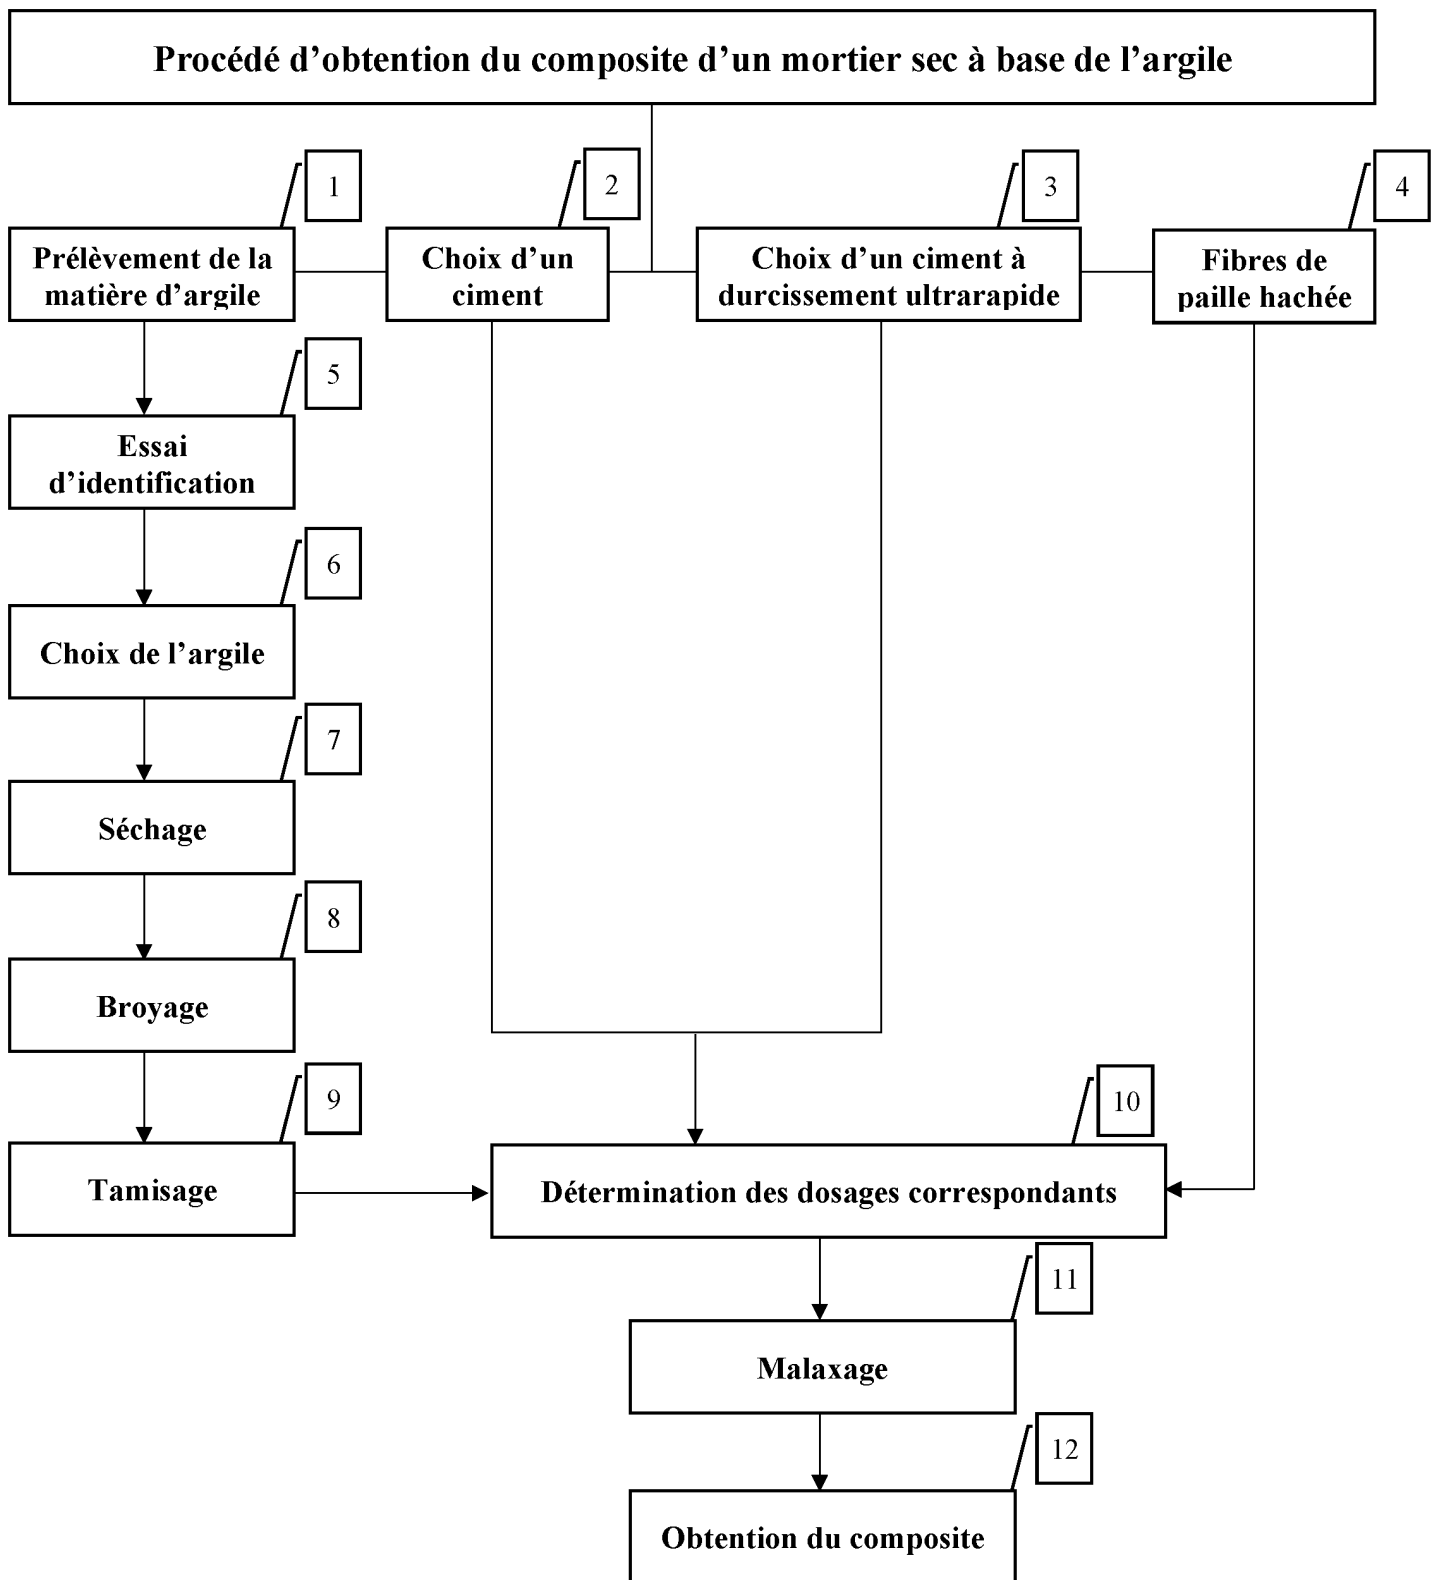 Procédé d’obtention du composite d’un mortier sec à base de l’argile
1
2
3
4
Prélèvement de la
matière d’argile
Choix d’un
ciment
Choix d’un ciment à
durcissement ultrarapide
Fibres de
paille hachée
5
Essai
d’identification
6
Choix de l’argile
7
Séchage
8
Broyage
9
10
Tamisage
Détermination des dosages correspondants
11
Malaxage
12
Obtention du composite